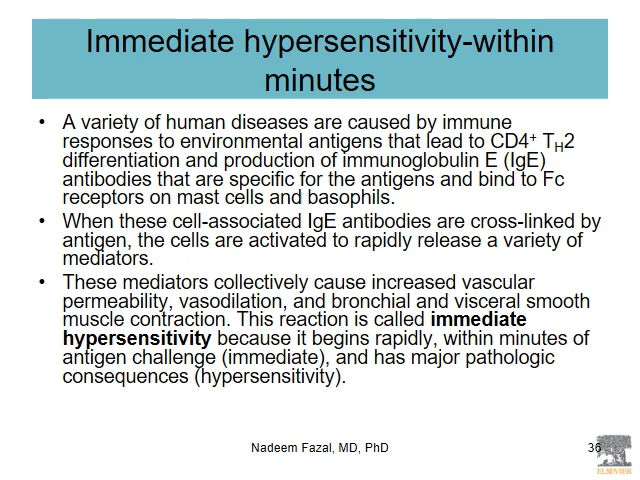 Immediate hypersensitivity-within
minutes
• A variety of human diseases are caused by immune
responses to environmental antigens that lead to CD4⁺ T_H2
differentiation and production of immunoglobulin E (IgE)
antibodies that are specific for the antigens and bind to Fc
receptors on mast cells and basophils.
• When these cell-associated IgE antibodies are cross-linked by
antigen, the cells are activated to rapidly release a variety of
mediators.
• These mediators collectively cause increased vascular
permeability, vasodilation, and bronchial and visceral smooth
muscle contraction. This reaction is called immediate
hypersensitivity because it begins rapidly, within minutes of
antigen challenge (immediate), and has major pathologic
consequences (hypersensitivity).
Nadeem Fazal, MD, PhD
36
ELSEVIER